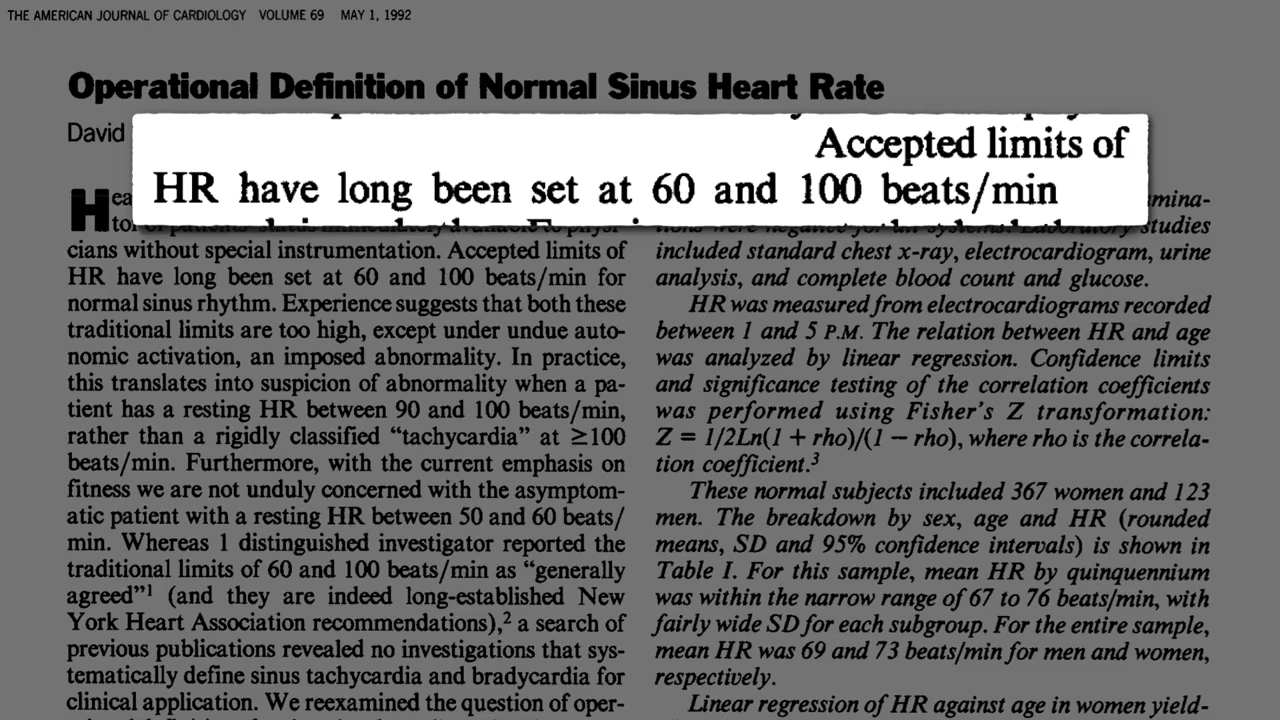 THE AMERICAN JOURNAL OF CARDIOLOGY VOLUME 69 MAY 1, 1992
Operational Definition of Normal Sinus Heart Rate
David
Accepted limits of
HR have long been set at 60 and 100 beats/min
cians without special instrumentation. Accepted limits of
HR have long been set at 60 and 100 beats/min for
normal sinus rhythm. Experience suggests that both these
traditional limits are too high, except under undue auto-
nomic activation, an imposed abnormality. In practice,
this translates into suspicion of abnormality when a pa-
tient has a resting HR between 90 and 100 beats/min,
rather than a rigidly classified “tachycardia” at ≥100
beats/min. Furthermore, with the current emphasis on
fitness we are not unduly concerned with the asymptom-
atic patient with a resting HR between 50 and 60 beats/
min. Whereas 1 distinguished investigator reported the
traditional limits of 60 and 100 beats/min as “generally
agreed”¹ (and they are indeed long-established New
York Heart Association recommendations),² a search of
previous publications revealed no investigations that sys-
tematically define sinus tachycardia and bradycardia for
clinical application. We reexamined the question of oper-
mina-
studies
included standard chest x-ray, electrocardiogram, urine
analysis, and complete blood count and glucose.
HR was measured from electrocardiograms recorded
between 1 and 5 P.M. The relation between HR and age
was analyzed by linear regression. Confidence limits
and significance testing of the correlation coefficients
was performed using Fisher’s Z transformation:
Z = 1/2Ln(1 + rho)/(1 − rho), where rho is the correla-
tion coefficient.³
These normal subjects included 367 women and 123
men. The breakdown by sex, age and HR (rounded
means, SD and 95% confidence intervals) is shown in
Table I. For this sample, mean HR by quinquennium
was within the narrow range of 67 to 76 beats/min, with
fairly wide SD for each subgroup. For the entire sample,
mean HR was 69 and 73 beats/min for men and women,
respectively.
Linear regression of HR against age in women yield-